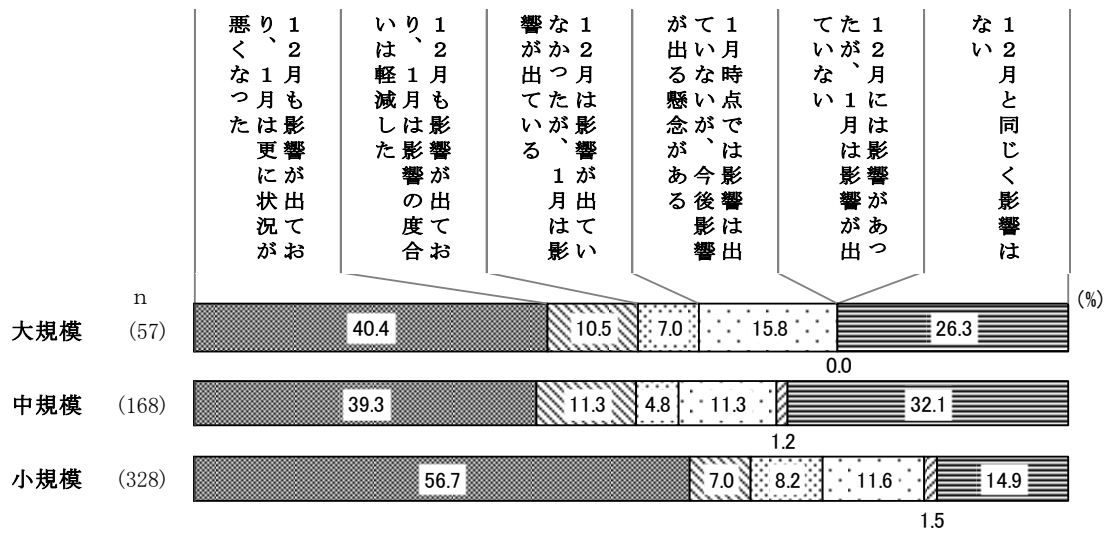 12月も影響が出てお
り、1月は更に状況が
悪くなった
12月も影響が出てお
り、1月は影響の度合
いは軽減した
12月は影響が出てい
なかったが、1月は影
響が出ている
1月時点では影響は出
ていないが、今後影響
が出る懸念がある
12月には影響があっ
たが、1月は影響が出
ていない
12月と同じく影響は
ない
n
(%)
大規模 (57) 40.4 10.5 7.0 15.8 26.3
0.0
中規模 (168) 39.3 11.3 4.8 11.3 32.1
1.2
小規模 (328) 56.7 7.0 8.2 11.6 14.9
1.5